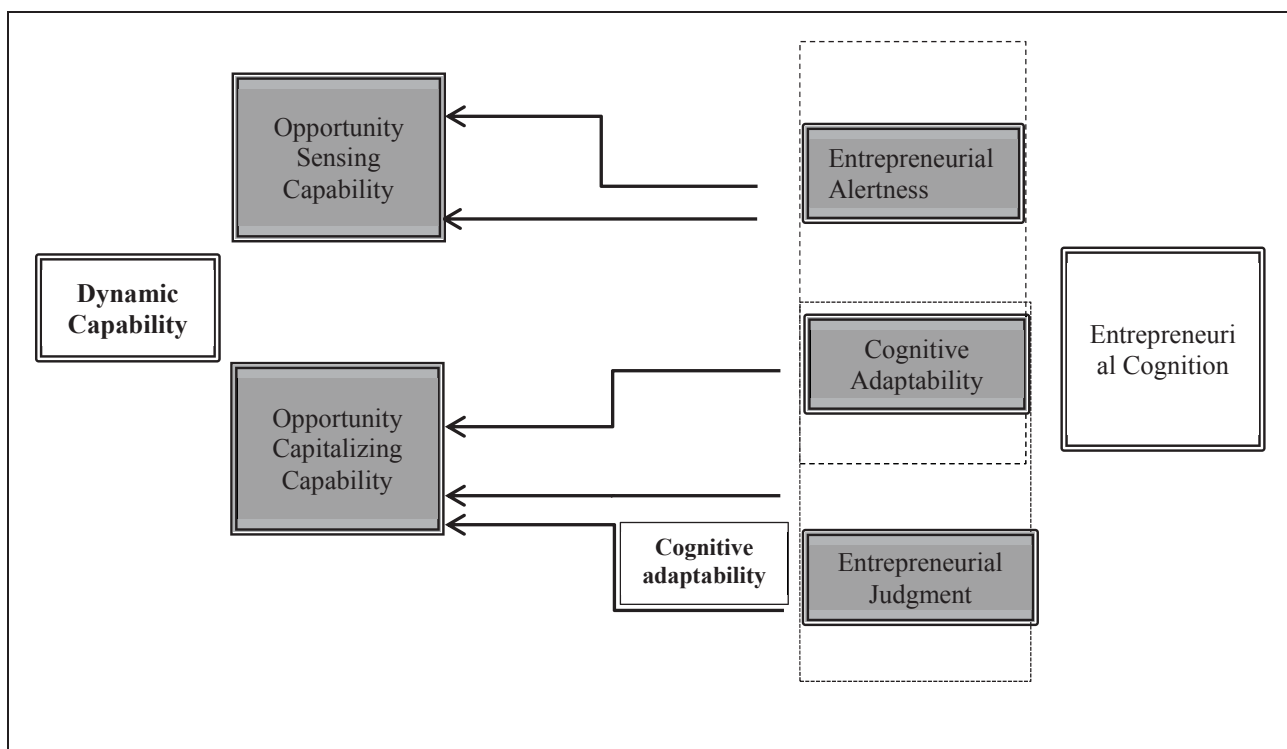 Opportunity
Sensing
Capability
Entrepreneurial
Alertness
Dynamic
Capability
Cognitive
Adaptability
Entrepreneuri
al Cognition
Opportunity
Capitalizing
Capability
Cognitive
adaptability
Entrepreneurial
Judgment